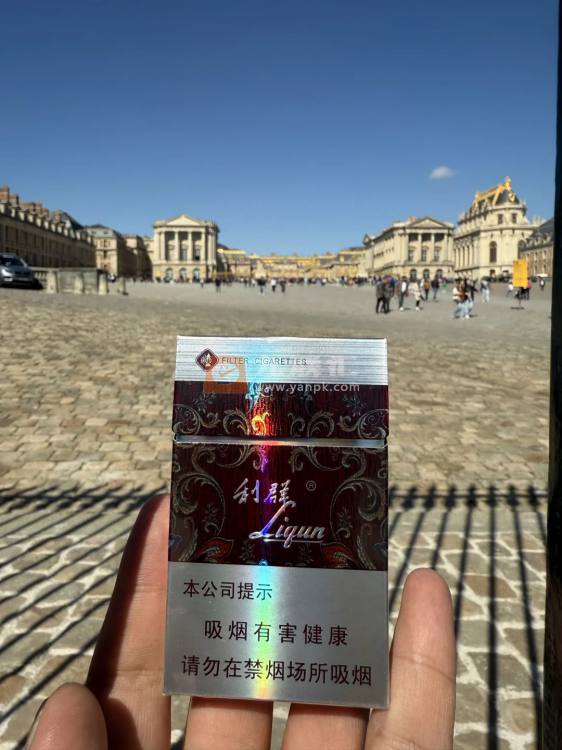 FILTER CIGARETTES
www.yanpk.com
利群®
Liqun
本公司提示
吸烟有害健康
请勿在禁烟场所吸烟